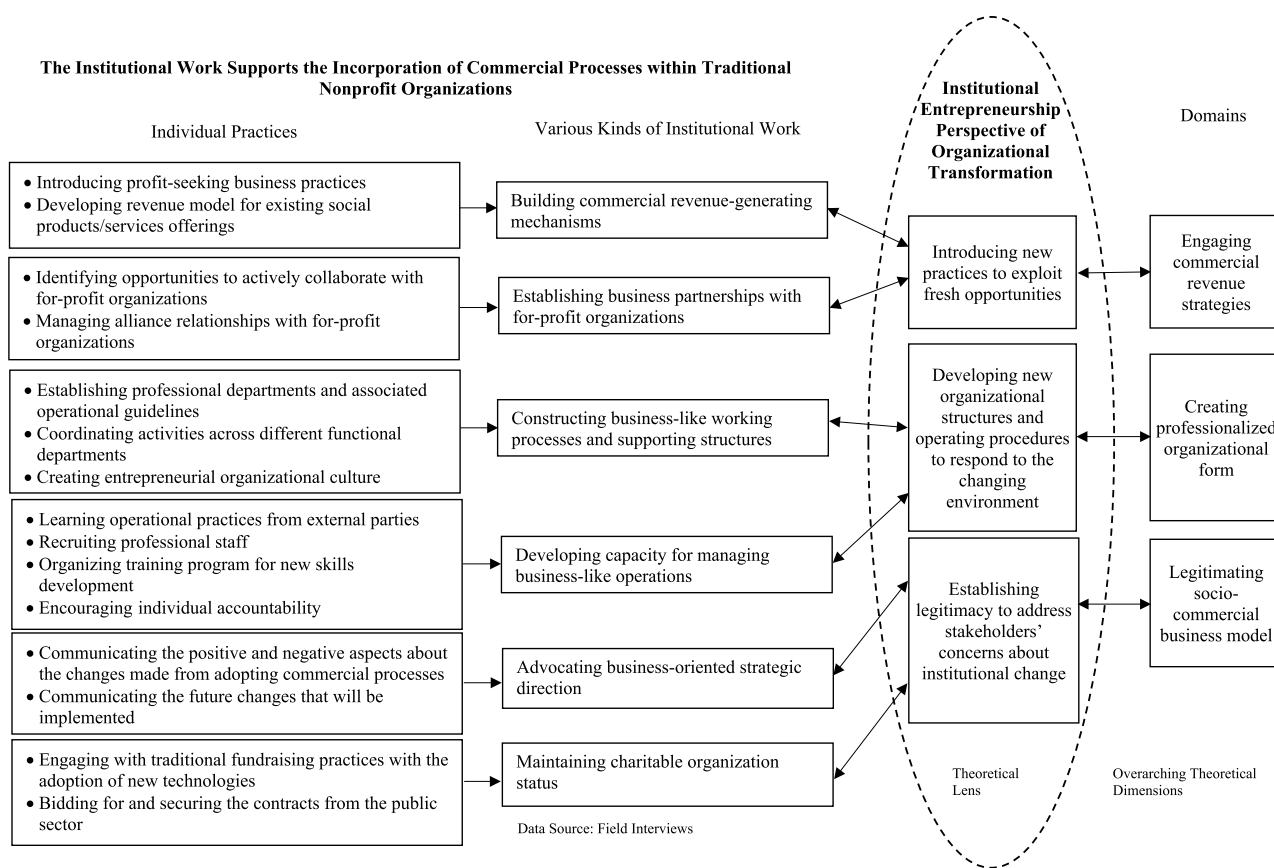 The Institutional Work Supports the Incorporation of Commercial Processes within Traditional
Nonprofit Organizations
Individual Practices
Various Kinds of Institutional Work
Institutional
Entrepreneurship
Perspective of
Organizational
Transformation
Domains
• Introducing profit-seeking business practices
• Developing revenue model for existing social
products/services offerings
Building commercial revenue-generating
mechanisms
• Identifying opportunities to actively collaborate with
for-profit organizations
• Managing alliance relationships with for-profit
organizations
Establishing business partnerships with
for-profit organizations
Introducing new
practices to exploit
fresh opportunities
Engaging
commercial
revenue
strategies
• Establishing professional departments and associated
operational guidelines
• Coordinating activities across different functional
departments
• Creating entrepreneurial organizational culture
Constructing business-like working
processes and supporting structures
Developing new
organizational
structures and
operating procedures
to respond to the
changing
environment
Creating
professionalized
organizational
form
• Learning operational practices from external parties
• Recruiting professional staff
• Organizing training program for new skills
development
• Encouraging individual accountability
Developing capacity for managing
business-like operations
• Communicating the positive and negative aspects about
the changes made from adopting commercial processes
• Communicating the future changes that will be
implemented
Advocating business-oriented strategic
direction
Establishing
legitimacy to address
stakeholders’
concerns about
institutional change
Legitimating
socio-
commercial
business model
• Engaging with traditional fundraising practices with the
adoption of new technologies
• Bidding for and securing the contracts from the public
sector
Maintaining charitable organization
status
Theoretical
Lens
Overarching Theoretical
Dimensions
Data Source: Field Interviews